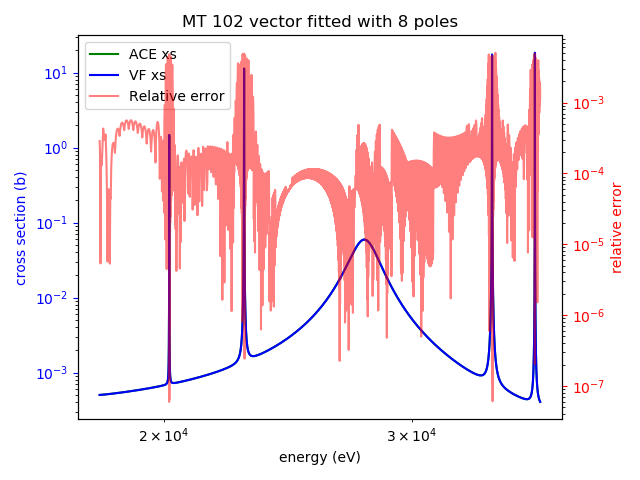 MT 102 vector fitted with 8 poles
ACE xs
VF xs
Relative error
10¹
10⁰
10⁻¹
10⁻²
10⁻³
cross section (b)
10⁻³
10⁻⁴
10⁻⁵
10⁻⁶
10⁻⁷
relative error
2 × 10⁴
3 × 10⁴
energy (eV)